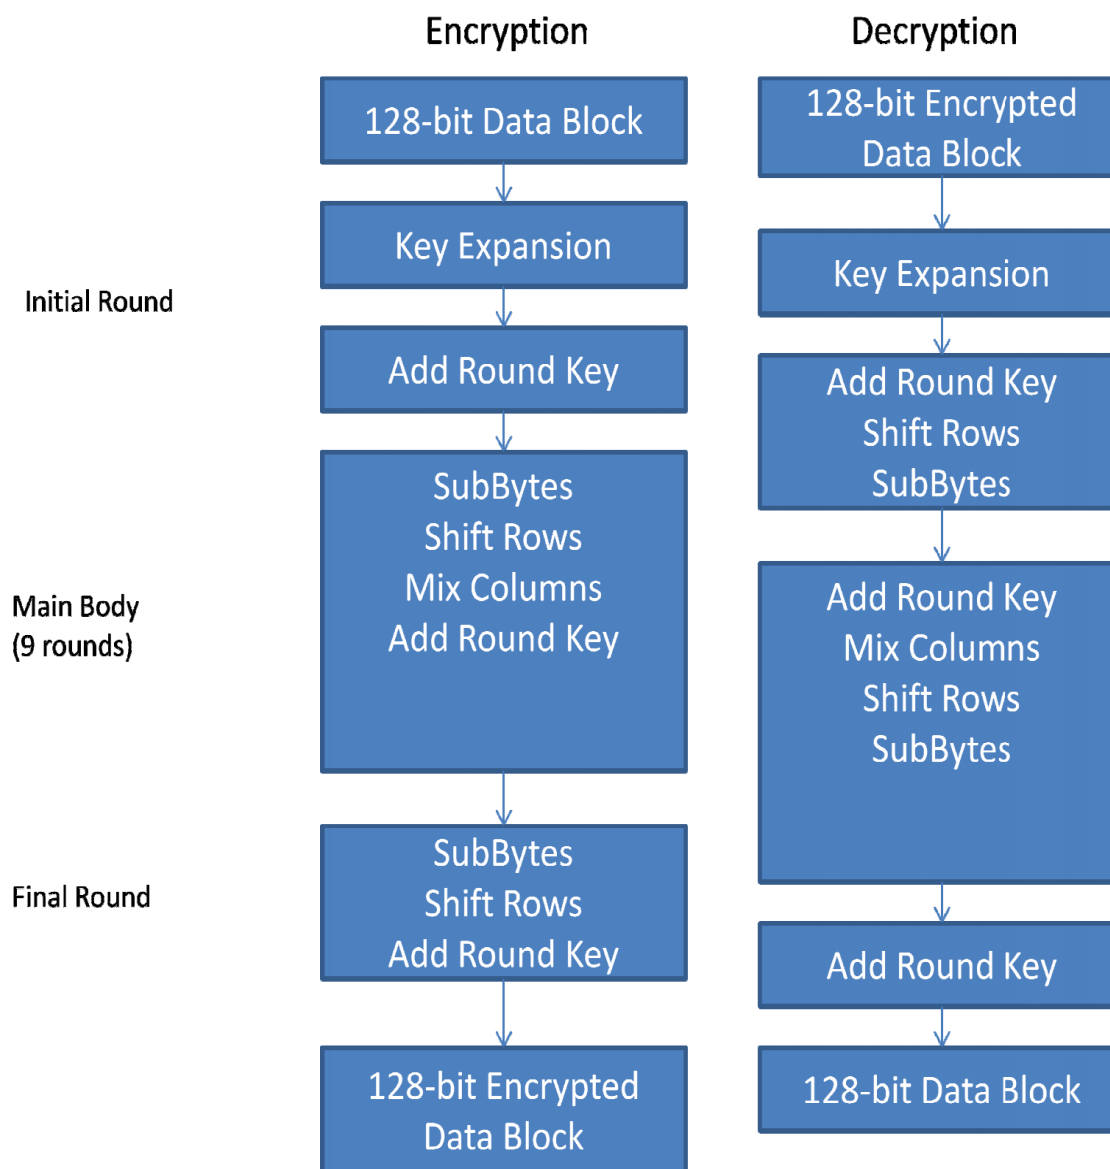 Encryption
128-bit Data Block
Key Expansion
Initial Round
Add Round Key
SubBytes
Shift Rows
Mix Columns
Add Round Key
Main Body
(9 rounds)
SubBytes
Shift Rows
Add Round Key
Final Round
128-bit Encrypted
Data Block
Decryption
128-bit Encrypted
Data Block
Key Expansion
Add Round Key
Shift Rows
SubBytes
Add Round Key
Mix Columns
Shift Rows
SubBytes
Add Round Key
128-bit Data Block